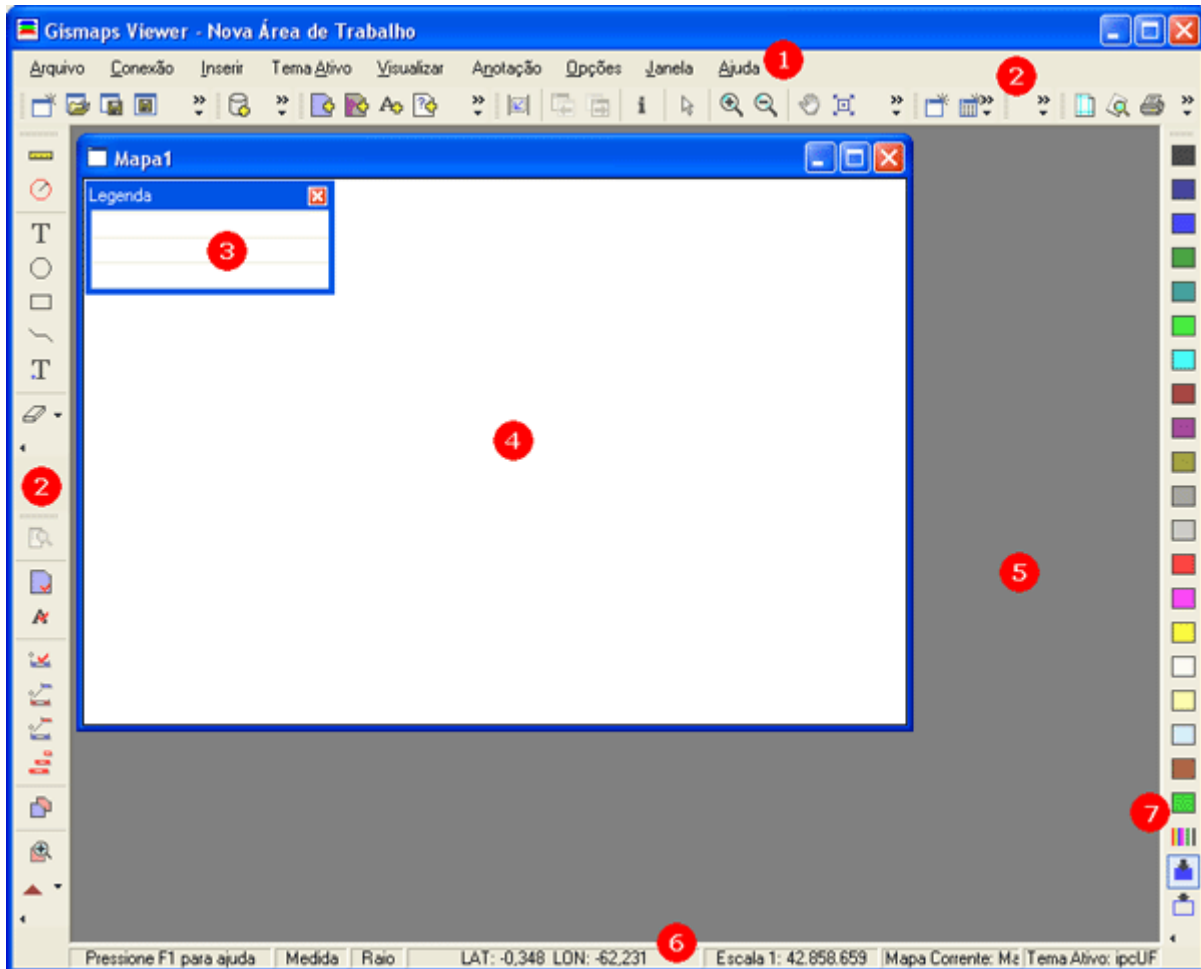 Gismaps Viewer - Nova Área de Trabalho
Arquivo Conexão Inserir Tema Ativo Visualizar Anotação Opções Janela Ajuda
1
2
Mapa1
Legenda
3
T
T
4
2
5
7
6
Pressione F1 para ajuda Medida Raio LAT: -0,348 LON: -62,231 Escala 1: 42.858.659 Mapa Corrente: Ma Tema Ativo: ipcUF